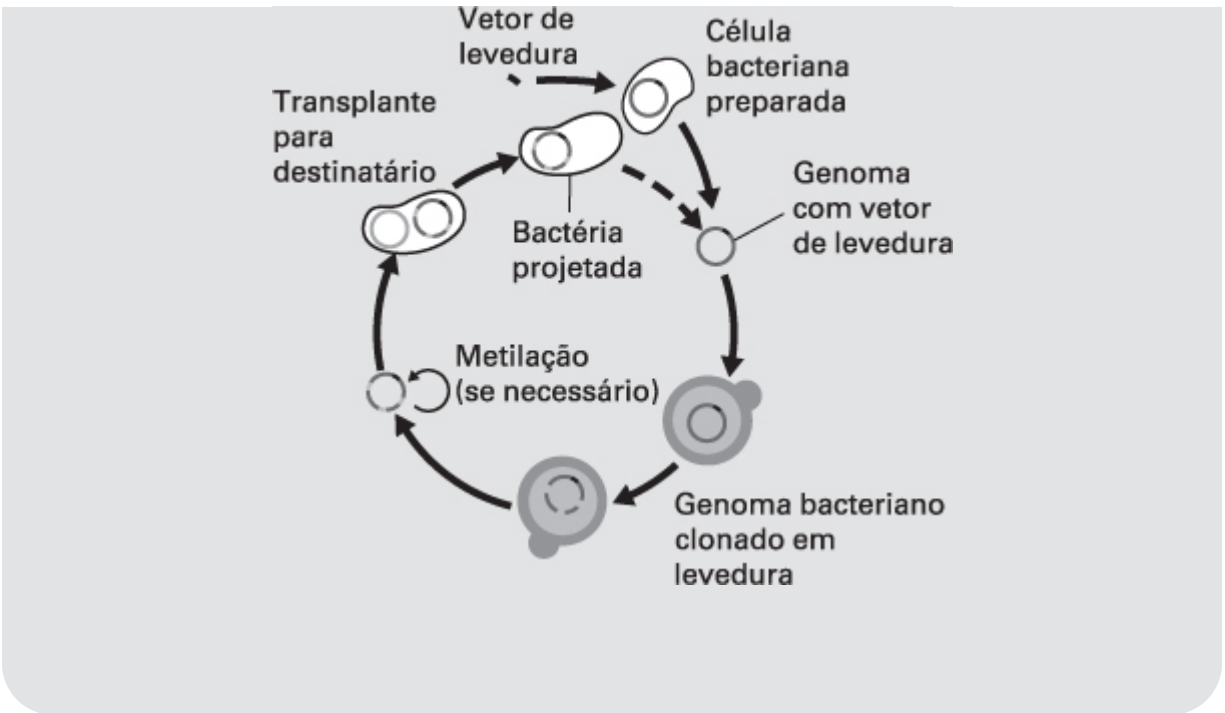 Vetor de
levedura
Célula
bacteriana
preparada
Transplante
para
destinatário
Genoma
com vetor
de levedura
Bactéria
projetada
Metilação
(se necessário)
Genoma bacteriano
clonado em
levedura